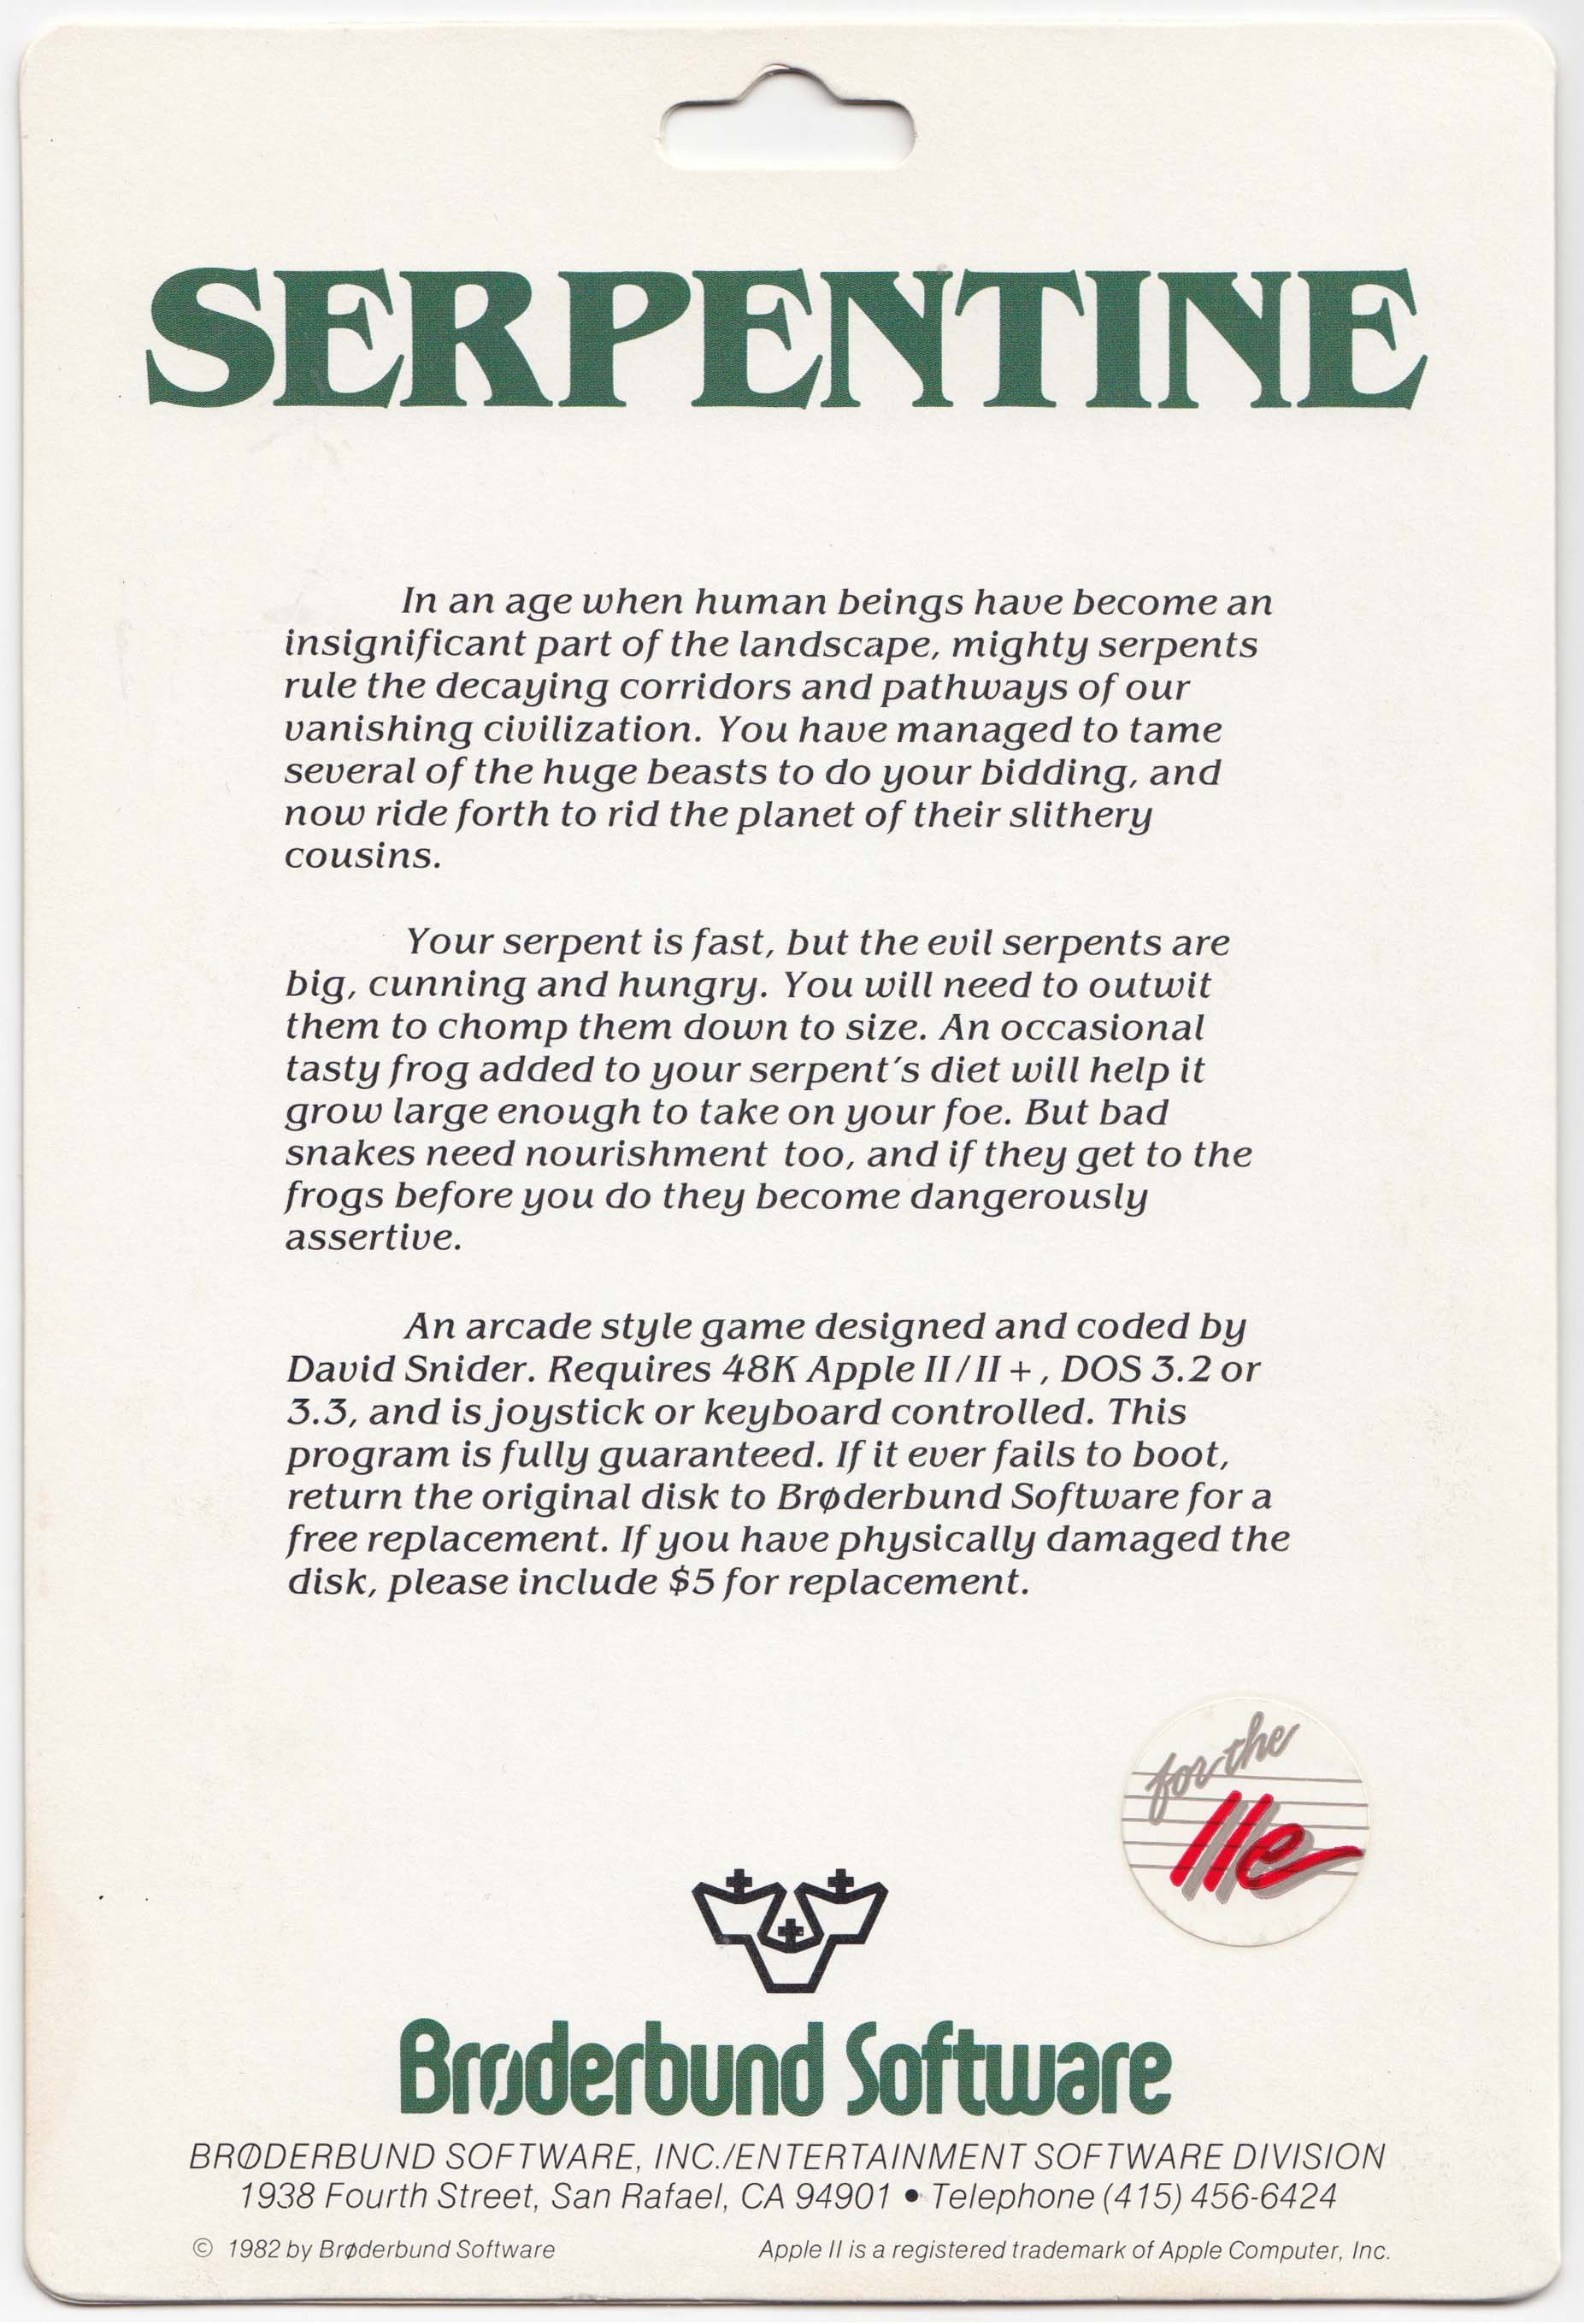 SERPENTINE
In an age when human beings have become an
insignificant part of the landscape, mighty serpents
rule the decaying corridors and pathways of our
vanishing civilization. You have managed to tame
several of the huge beasts to do your bidding, and
now ride forth to rid the planet of their slithery
cousins.
Your serpent is fast, but the evil serpents are
big, cunning and hungry. You will need to outwit
them to chomp them down to size. An occasional
tasty frog added to your serpent's diet will help it
grow large enough to take on your foe. But bad
snakes need nourishment too, and if they get to the
frogs before you do they become dangerously
assertive.
An arcade style game designed and coded by
David Snider. Requires 48K Apple II/II+, DOS 3.2 or
3.3, and is joystick or keyboard controlled. This
program is fully guaranteed. If it ever fails to boot,
return the original disk to Brøderbund Software for a
free replacement. If you have physically damaged the
disk, please include $5 for replacement.
for the
IIe
Brøderbund Software
BRØDERBUND SOFTWARE, INC./ENTERTAINMENT SOFTWARE DIVISION
1938 Fourth Street, San Rafael, CA 94901 • Telephone (415) 456-6424
© 1982 by Brøderbund Software Apple II is a registered trademark of Apple Computer, Inc.